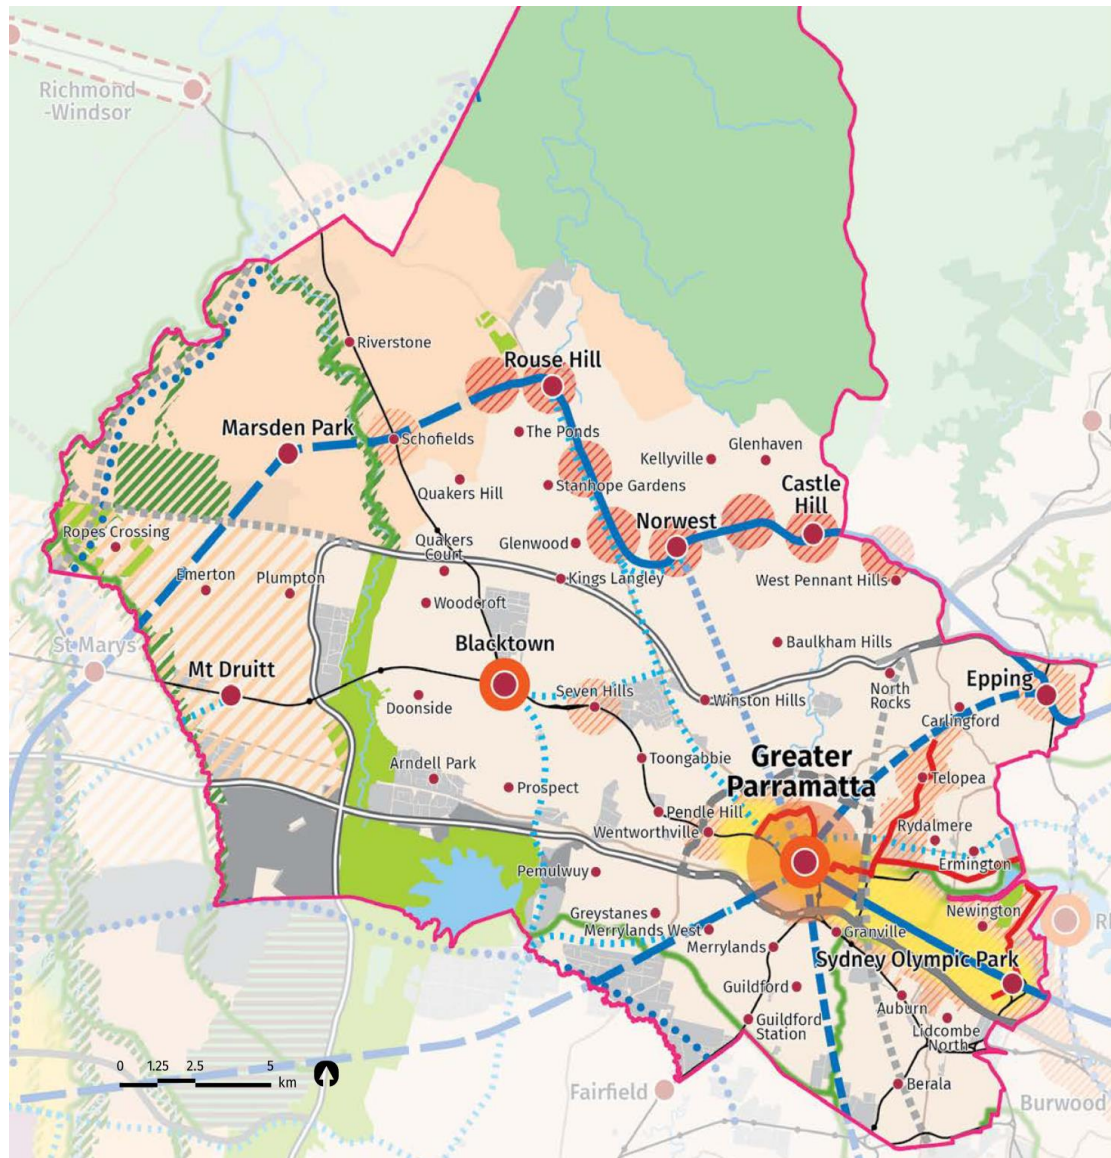 Richmond
-Windsor
Riverstone
Rouse Hill
Marsden Park
Schofields
The Ponds
Glenhaven
Kellyville
Quakers Hill
Stanhope Gardens
Castle
Hill
Norwest
Ropes Crossing
Quakers
Court
Glenwood
Emerton
Plumpton
Kings Langley
West Pennant Hills
Woodcroft
St Marys
Blacktown
Baulkham Hills
Mt Druitt
Seven Hills
North
Rocks
Epping
Doonside
Winston Hills
Carlingford
Arndell Park
Toongabbie
Greater
Parramatta
Telopea
Prospect
Pendle Hill
Wentworthville
Rydalmere
Ermington
Pemulwuy
Greystanes
Newington
Merrylands West
Granville
Merrylands
Sydney Olympic Park
Guildford
Auburn
Guildford
Station
Lidcombe
North
0 1.25 2.5 5
km
Fairfield
Berala
Burwood